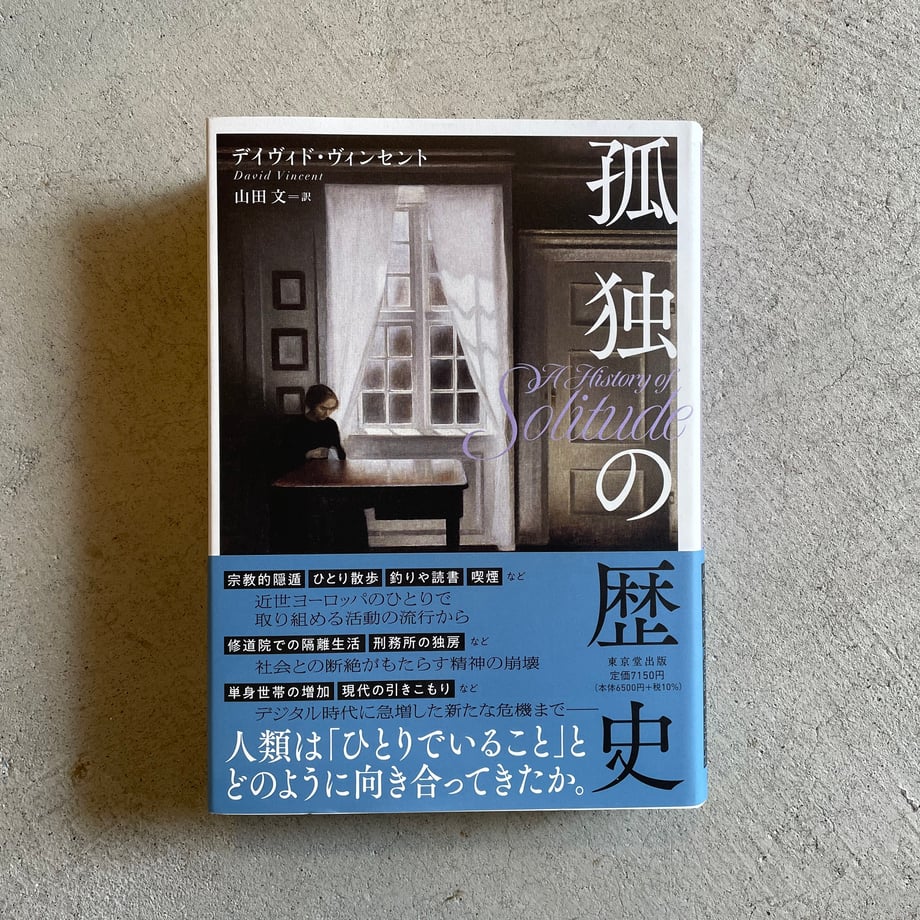 デイヴィド・ヴィンセント
David Vincent
山田 文＝訳
孤独の歴史
A History of
Solitude
宗教的隠遁 ひとり散歩 釣りや読書 喫煙 など
近世ヨーロッパのひとりで
取り組める活動の流行から
修道院での隔離生活 刑務所の独房 など
社会との断絶がもたらす精神の崩壊
単身世帯の増加 現代の引きこもり など
デジタル時代に急増した新たな危機まで――
人類は「ひとりでいること」と
どのように向き合ってきたか。
東京堂出版
定価7150円
（本体6500円＋税10%）